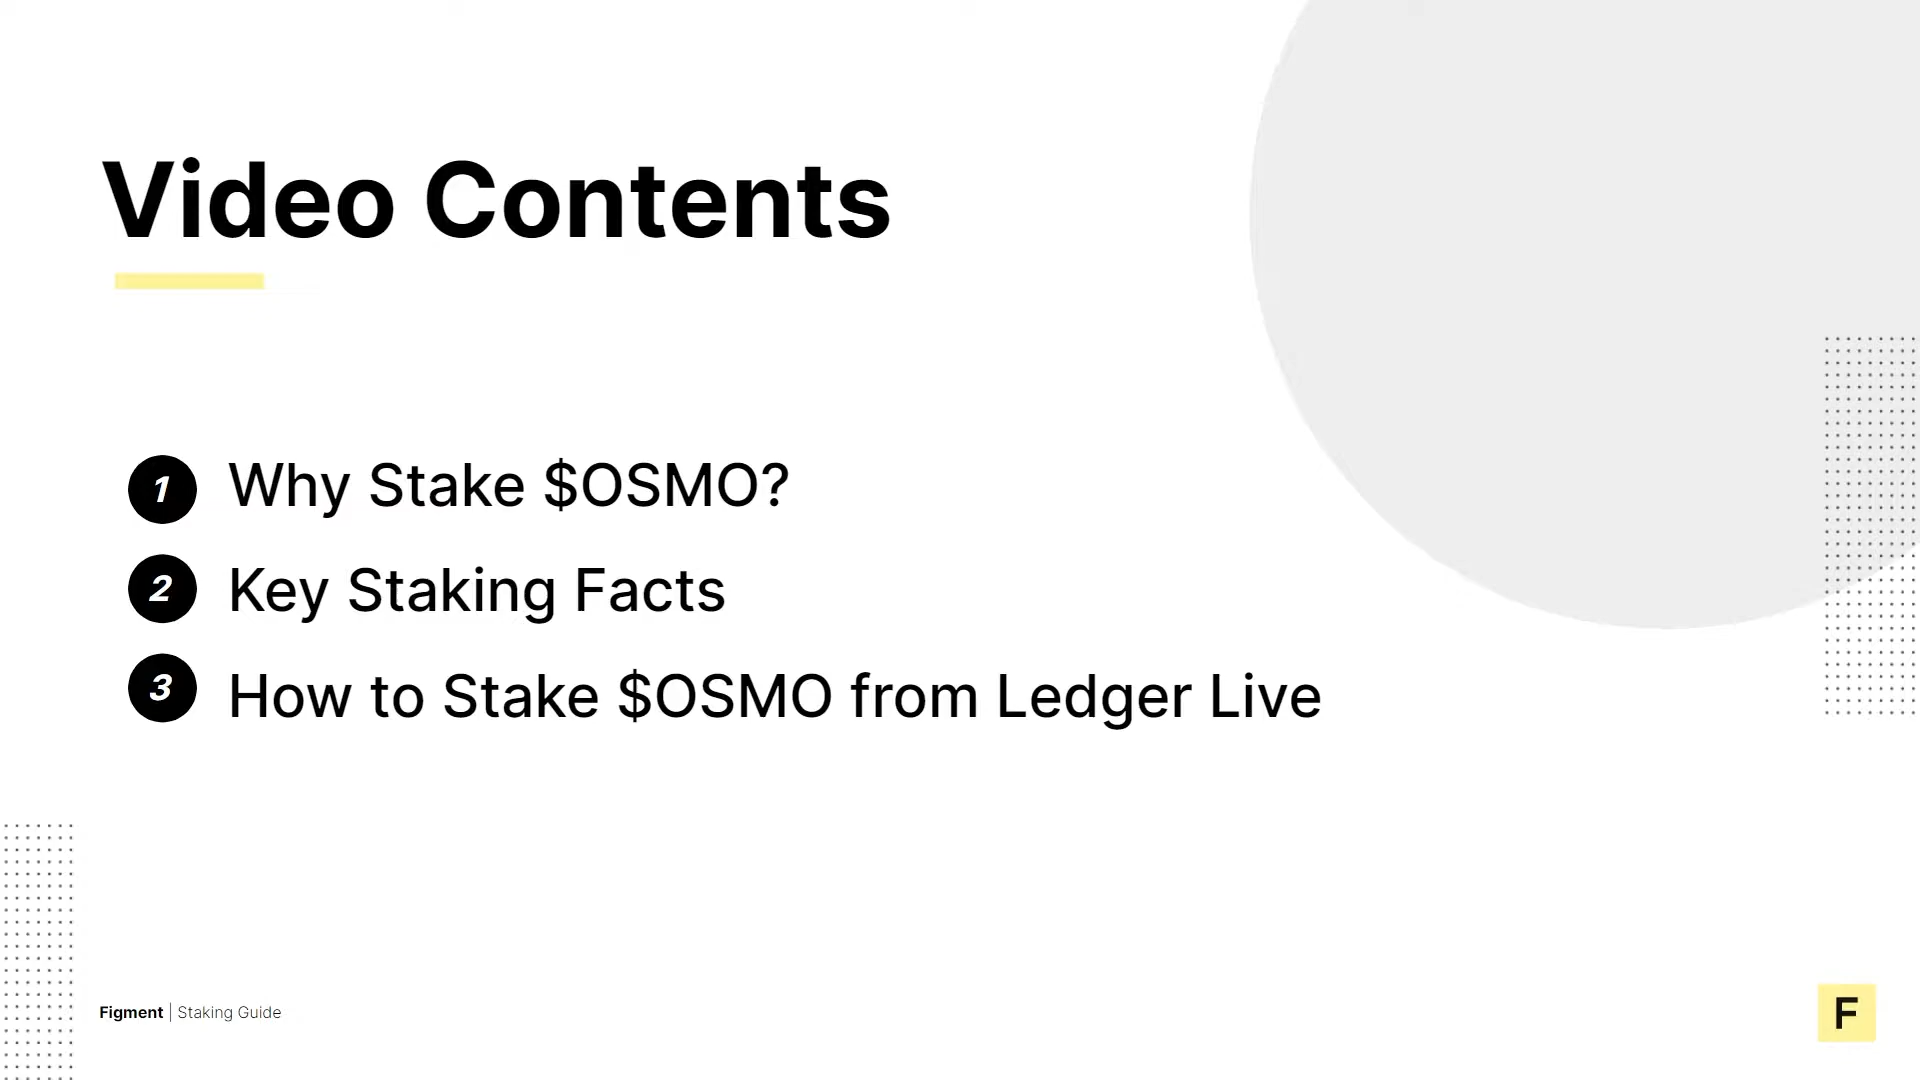 Video Contents
1 Why Stake $OSMO?
2 Key Staking Facts
3 How to Stake $OSMO from Ledger Live
Figment | Staking Guide
F